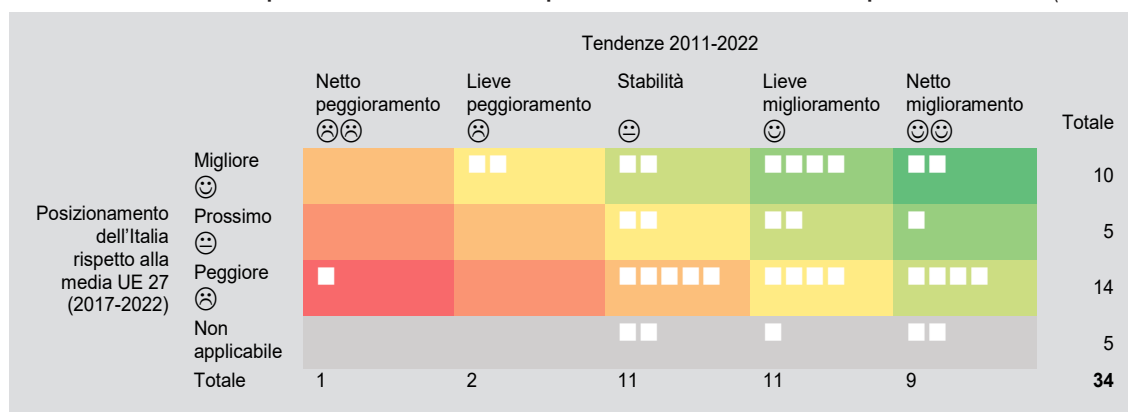 Tendenze 2011-2022
Netto peggioramento ☹☹
Lieve peggioramento ☹
Stabilità 😐
Lieve miglioramento ☺
Netto miglioramento ☺☺
Totale
Posizionamento dell'Italia rispetto alla media UE 27 (2017-2022)
Migliore ☺ 10
Prossimo 😐 5
Peggiore ☹ 14
Non applicabile 5
Totale 1 2 11 11 9 34